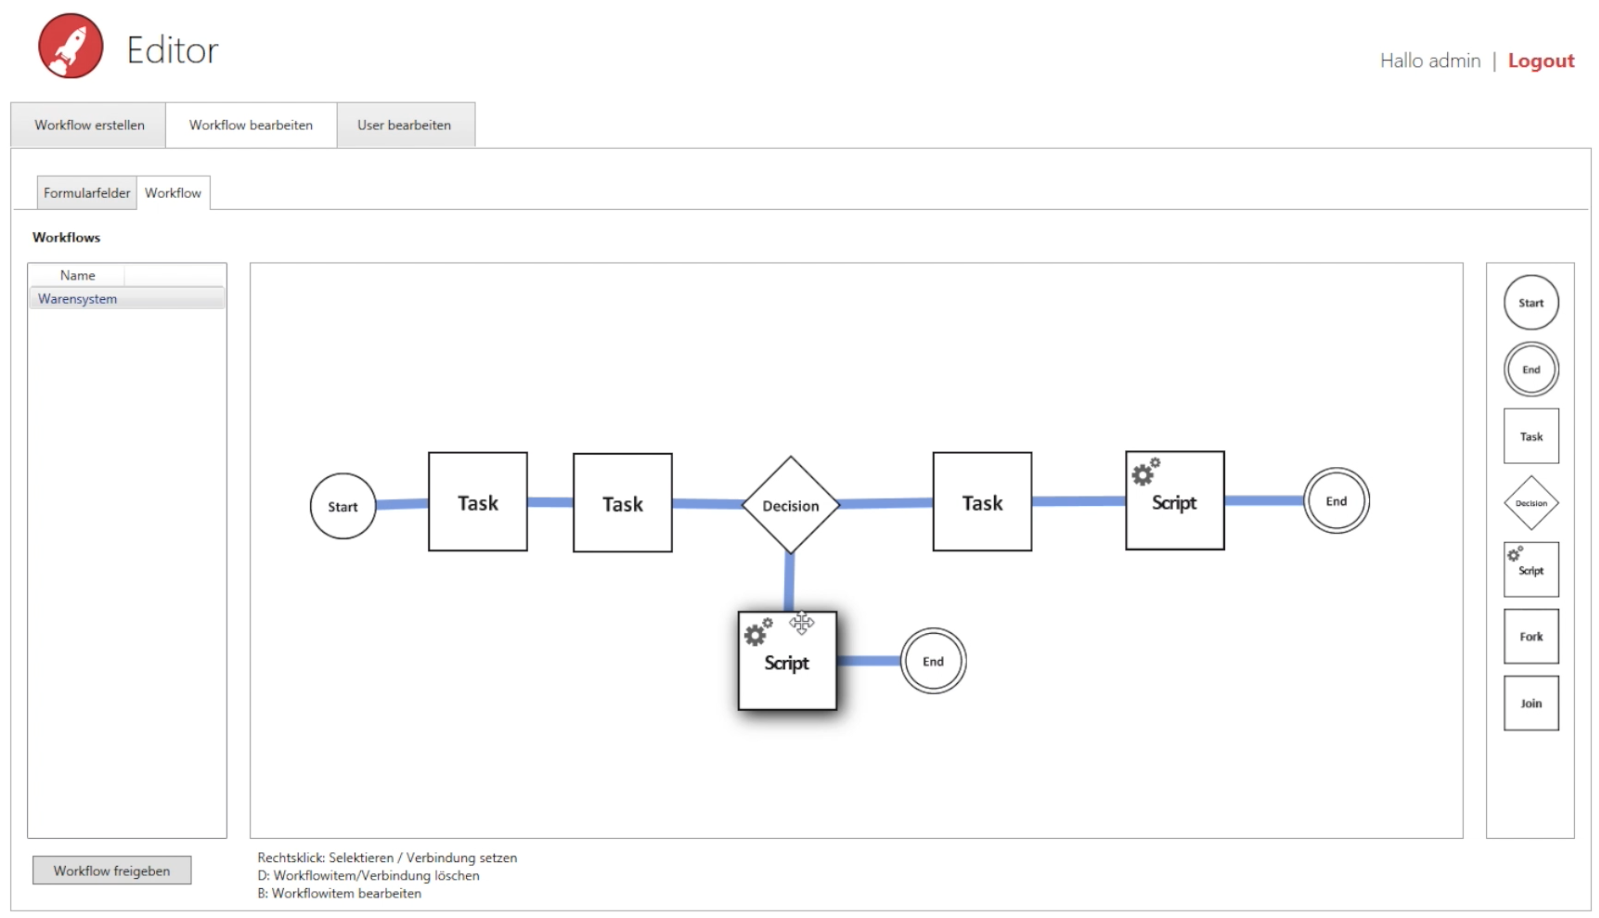 Editor
Hallo admin | Logout
Workflow erstellen
Workflow bearbeiten
User bearbeiten
Formularfelder
Workflow
Workflows
Name
Warensystem
Start
Task
Task
Decision
Task
Script
End
Script
End
Start
End
Task
Decision
Script
Fork
Join
Workflow freigeben
Rechtsklick: Selektieren / Verbindung setzen
D: Workflowitem/Verbindung löschen
B: Workflowitem bearbeiten